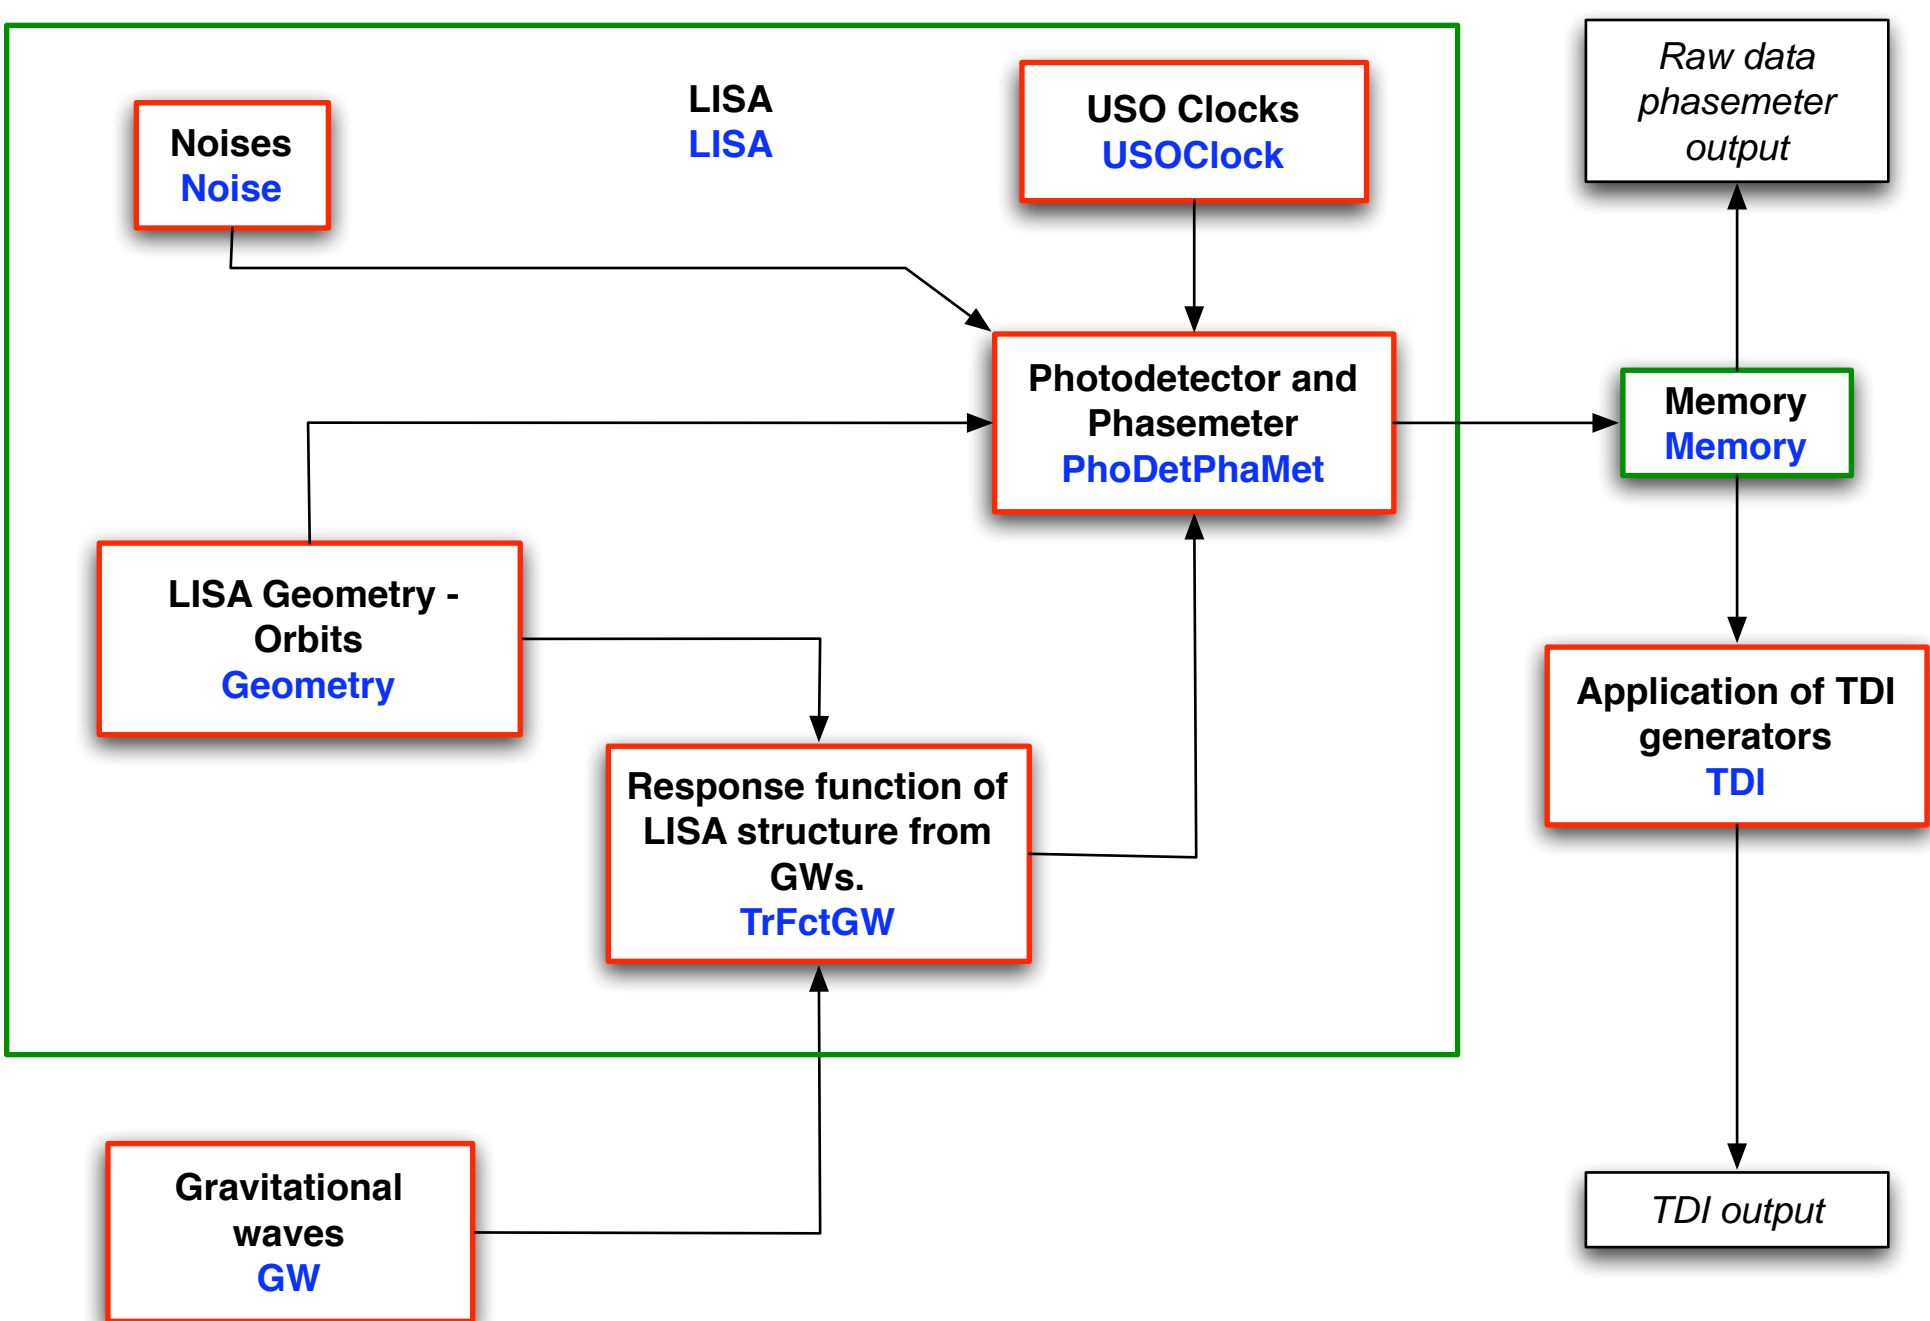 LISA
LISA
Noises
Noise
USO Clocks
USOClock
Raw data
phasemeter
output
Photodetector and
Phasemeter
PhoDetPhaMet
Memory
Memory
LISA Geometry -
Orbits
Geometry
Application of TDI
generators
TDI
Response function of
LISA structure from
GWs.
TrFctGW
Gravitational
waves
GW
TDI output